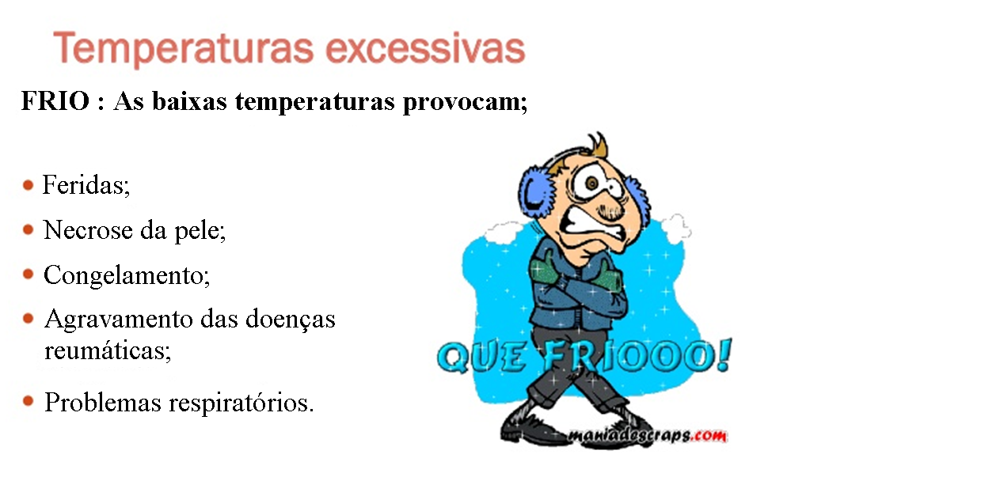 Temperaturas excessivas
FRIO : As baixas temperaturas provocam;
• Feridas;
• Necrose da pele;
• Congelamento;
• Agravamento das doenças
reumáticas;
• Problemas respiratórios.
QUE FRIOOO!
maniadescraps.com